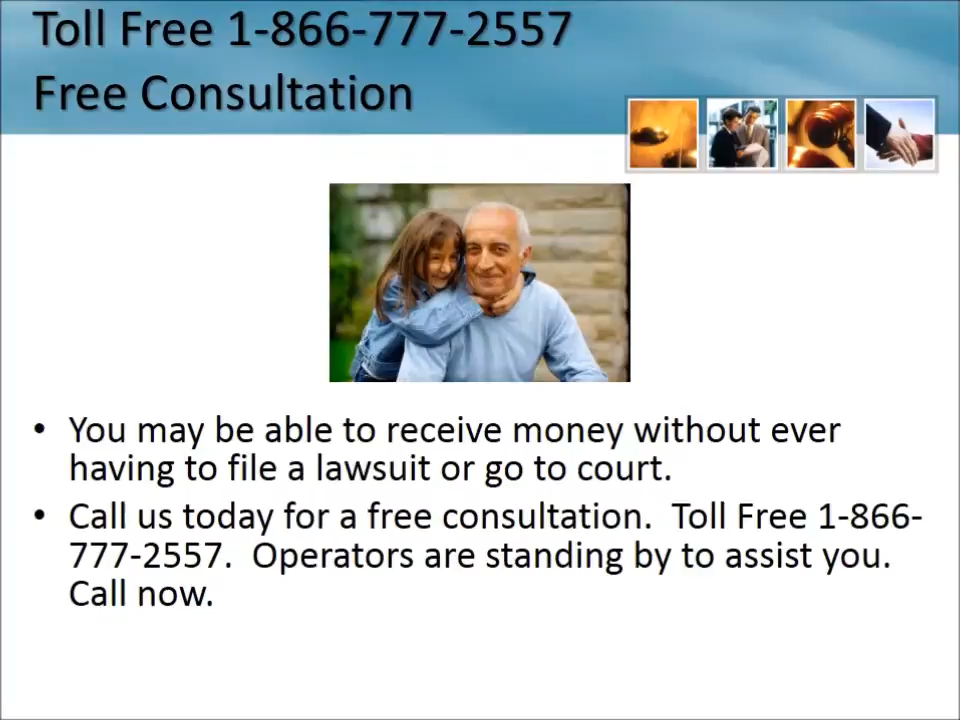 Toll Free 1-866-777-2557
Free Consultation
• You may be able to receive money without ever
having to file a lawsuit or go to court.
• Call us today for a free consultation.  Toll Free 1-866-
777-2557.  Operators are standing by to assist you.
Call now.